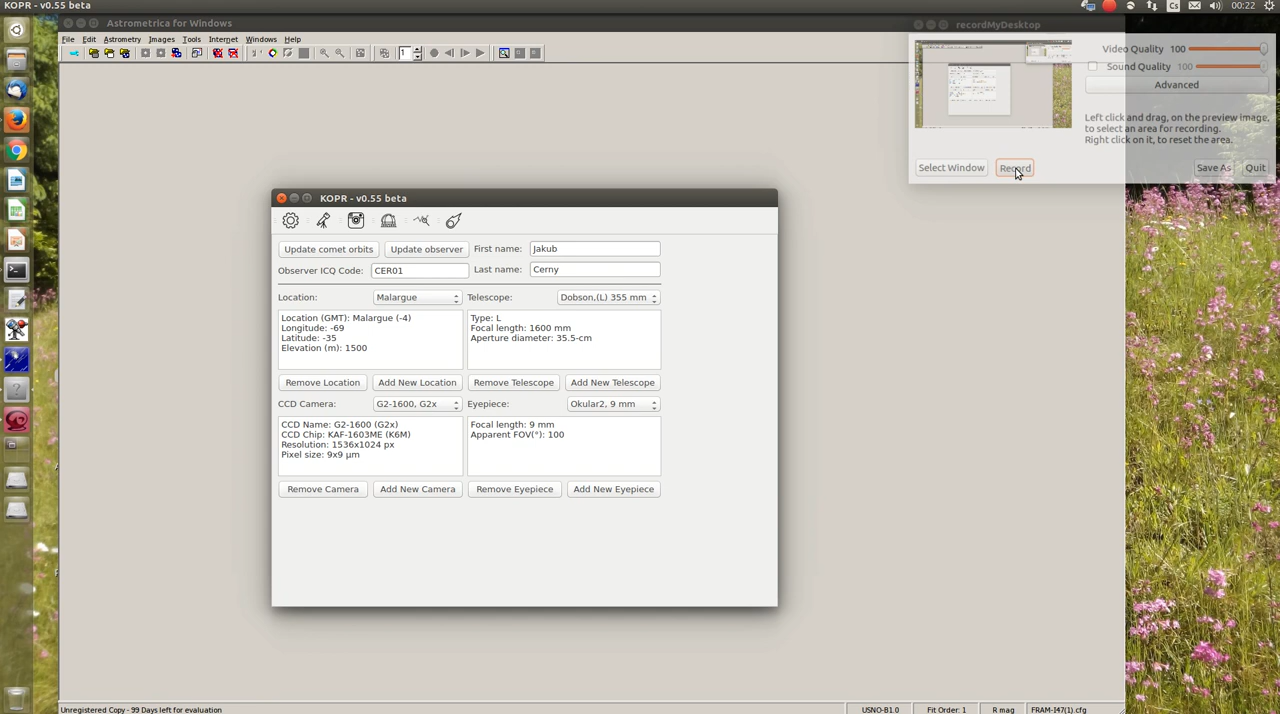 KOPR - v0.55 beta
Cs
00:22
Astrometrica for Windows
File Edit Astrometry Images Tools Internet Windows Help
1
recordMyDesktop
Video Quality 100
Sound Quality 100
Advanced
Left click and drag, on the preview image,
to select an area for recording.
Right click on it, to reset the area.
Select Window Record Save As Quit
KOPR - v0.55 beta
Update comet orbits Update observer First name: Jakub
Observer ICQ Code: CER01 Last name: Cerny
Location: Malargue Telescope: Dobson,(L) 355 mm
Location (GMT): Malargue (-4)
Longitude: -69
Latitude: -35
Elevation (m): 1500
Type: L
Focal length: 1600 mm
Aperture diameter: 35.5-cm
Remove Location Add New Location Remove Telescope Add New Telescope
CCD Camera: G2-1600, G2x Eyepiece: Okular2, 9 mm
CCD Name: G2-1600 (G2x)
CCD Chip: KAF-1603ME (K6M)
Resolution: 1536x1024 px
Pixel size: 9x9 µm
Focal length: 9 mm
Apparent FOV(°): 100
Remove Camera Add New Camera Remove Eyepiece Add New Eyepiece
Unregistered Copy - 99 Days left for evaluation USNO-B1.0 Fit Order: 1 R mag FRAM-I47(1).cfg